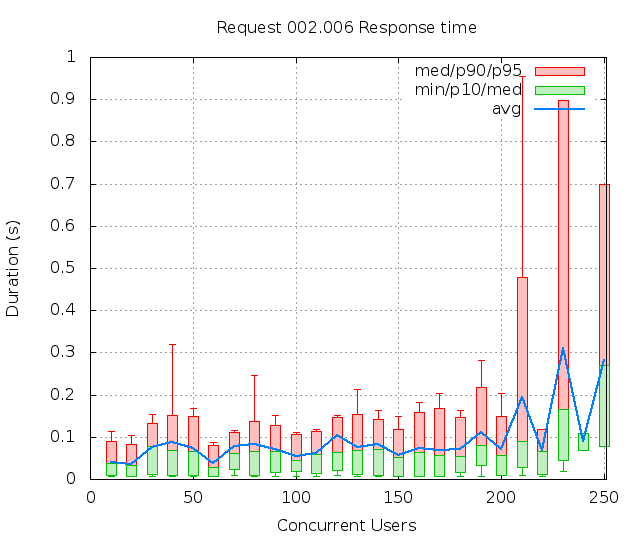 Request 002.006 Response time
med/p90/p95
min/p10/med
avg
1
0.9
0.8
0.7
0.6
0.5
0.4
0.3
0.2
0.1
0
Duration (s)
0 50 100 150 200 250
Concurrent Users